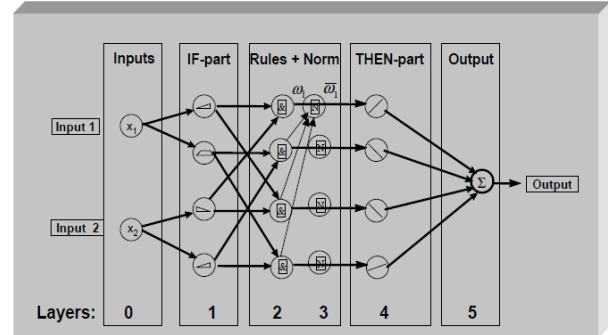 Inputs IF-part Rules + Norm THEN-part Output
ω1 ω̅1
& N
Input 1 x1
& N
Input 2 x2
& N
Σ Output
& N
Layers: 0 1 2 3 4 5